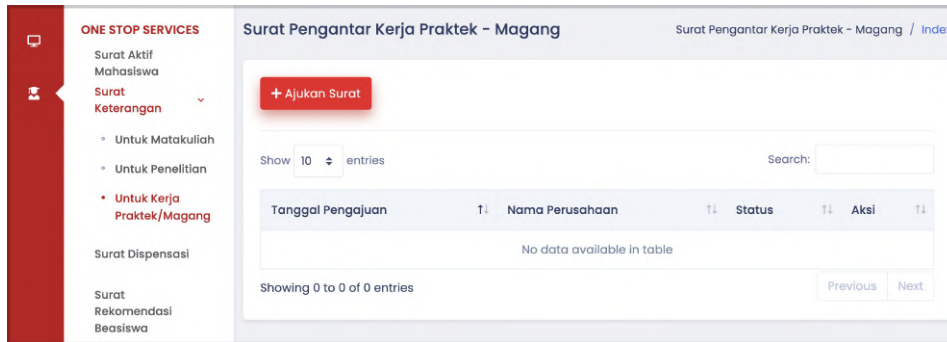 ONE STOP SERVICES
Surat Aktif
Mahasiswa
Surat
Keterangan
Untuk Matakuliah
Untuk Penelitian
Untuk Kerja
Praktek/Magang
Surat Dispensasi
Surat
Rekomendasi
Beasiswa
Surat Pengantar Kerja Praktek - Magang
Surat Pengantar Kerja Praktek - Magang / Inde
+ Ajukan Surat
Show 10 entries
Search:
Tanggal Pengajuan Nama Perusahaan Status Aksi
No data available in table
Showing 0 to 0 of 0 entries
Previous Next